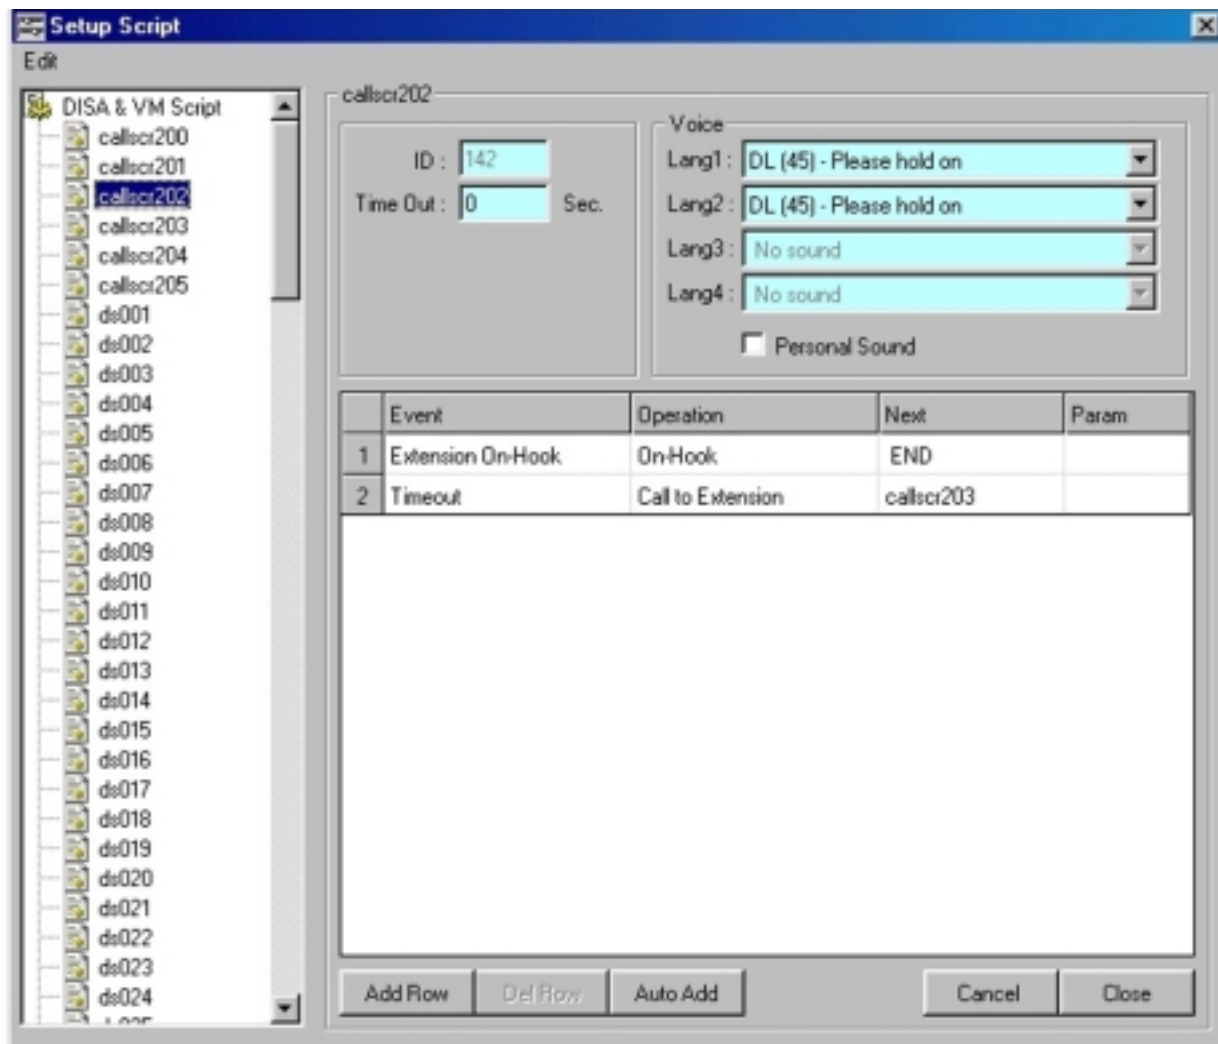 Setup Script
Edit
DISA & VM Script
callscr200
callscr201
callscr202
callscr203
callscr204
callscr205
ds001
ds002
ds003
ds004
ds005
ds006
ds007
ds008
ds009
ds010
ds011
ds012
ds013
ds014
ds015
ds016
ds017
ds018
ds019
ds020
ds021
ds022
ds023
ds024
callscr202
ID : 142
Time Out : 0 Sec.
Voice
Lang1 : DL (45) - Please hold on
Lang2 : DL (45) - Please hold on
Lang3 : No sound
Lang4 : No sound
Personal Sound
Event Operation Next Param
1 Extension On-Hook On-Hook END
2 Timeout Call to Extension callscr203
Add Row Del Row Auto Add Cancel Close